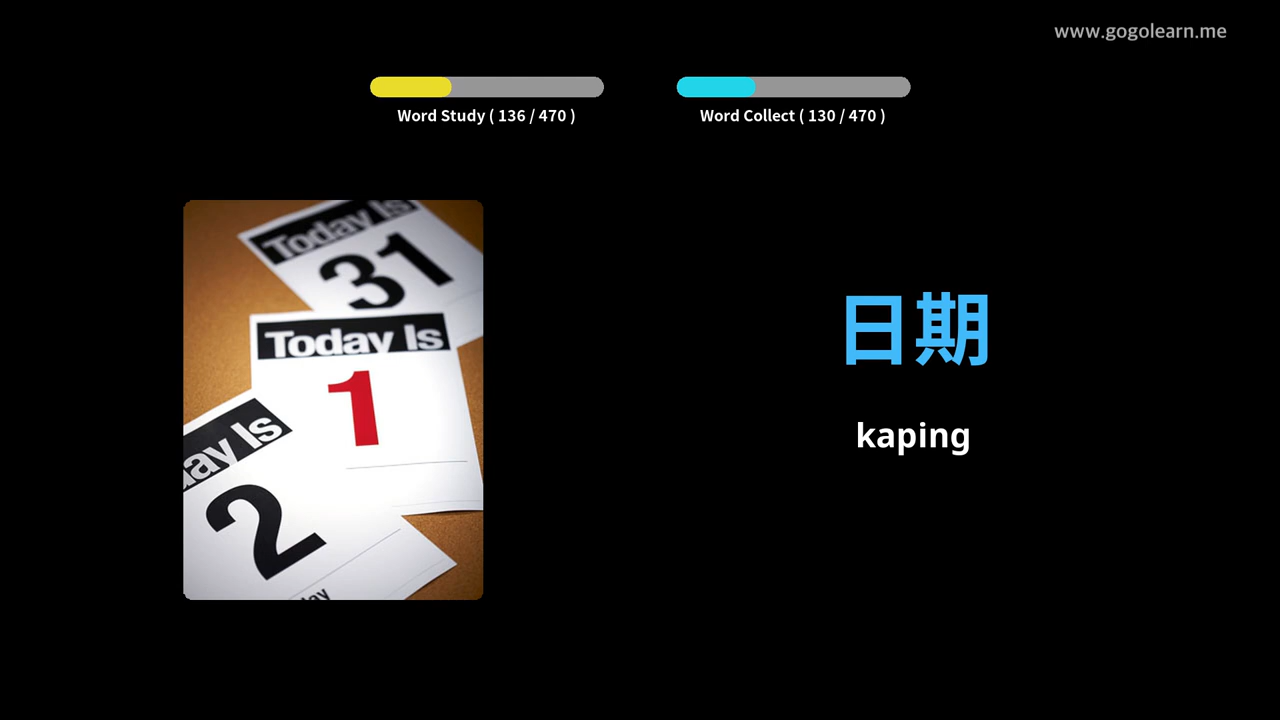 www.gogolearn.me
Word Study ( 136 / 470 )
Word Collect ( 130 / 470 )
Today Is
31
Today Is
1
day Is
2
日期
kaping